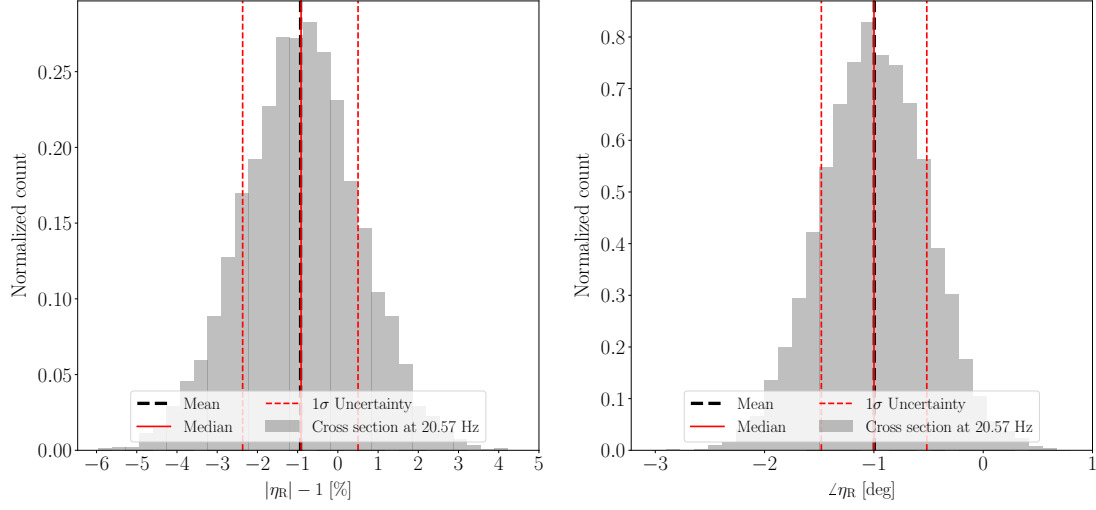 Normalized count
0.25
0.20
0.15
0.10
0.05
0.00
Mean
Median
1σ Uncertainty
Cross section at 20.57 Hz
−6 −5 −4 −3 −2 −1 0 1 2 3 4 5
|η_R| − 1 [%]
Normalized count
0.8
0.7
0.6
0.5
0.4
0.3
0.2
0.1
0.0
Mean
Median
1σ Uncertainty
Cross section at 20.57 Hz
−3 −2 −1 0 1
∠η_R [deg]